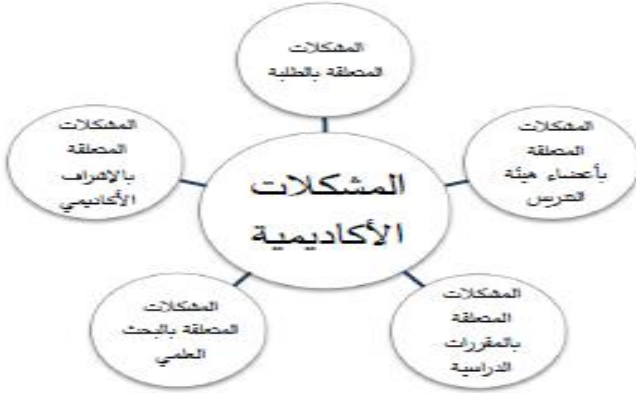 المشكلات
المتعلقة بالطلبة
المشكلات
المتعلقة
بأعضاء هيئة
التدريس
المشكلات
المتعلقة
بالمقررات
الدراسية
المشكلات
المتعلقة بالبحث
العلمي
المشكلات
المتعلقة
بالإشراف
الأكاديمي
المشكلات
الأكاديمية